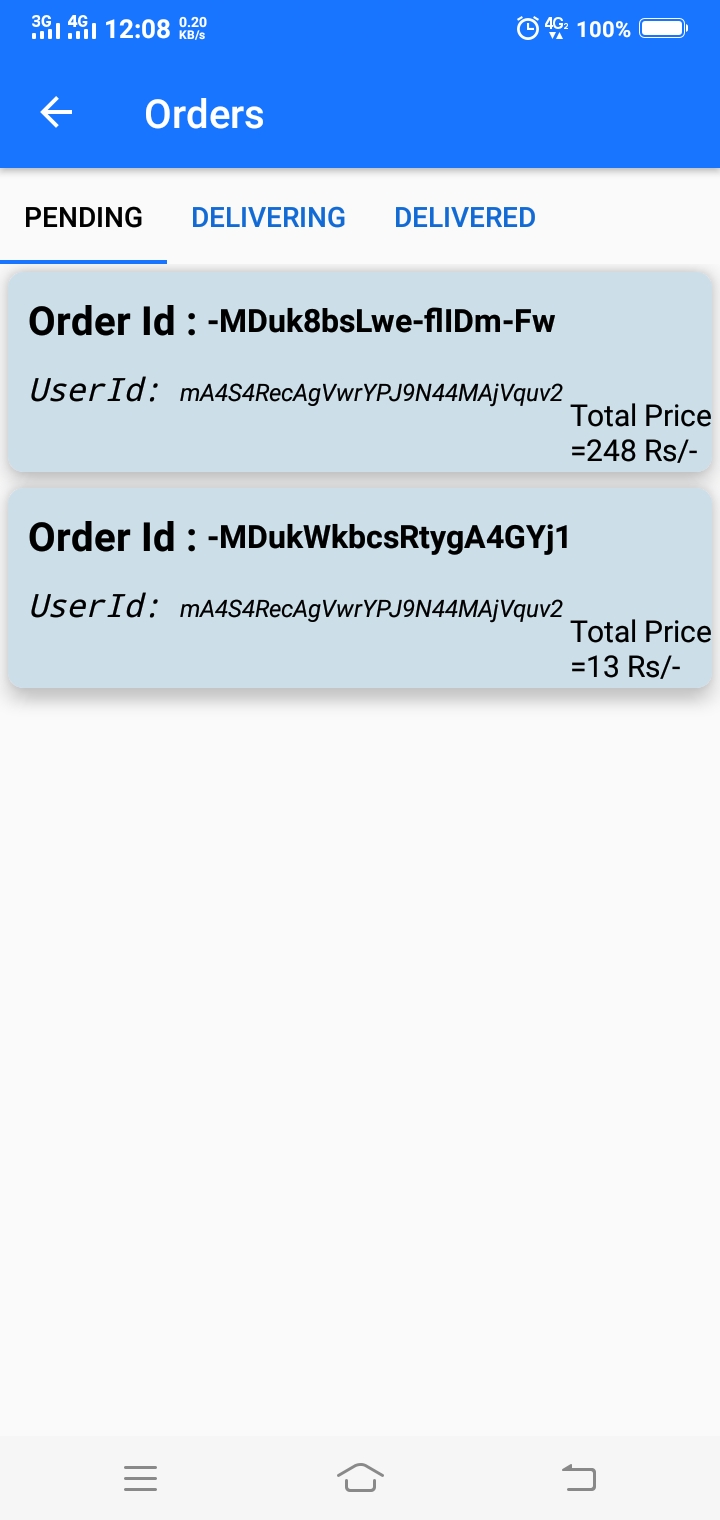 3G 4G 12:08 0.20 KB/s 4G2 100%
Orders
PENDING DELIVERING DELIVERED
Order Id : -MDuk8bsLwe-flIDm-Fw
UserId: mA4S4RecAgVwrYPJ9N44MAjVquv2
Total Price
=248 Rs/-
Order Id : -MDukWkbcsRtygA4GYj1
UserId: mA4S4RecAgVwrYPJ9N44MAjVquv2
Total Price
=13 Rs/-